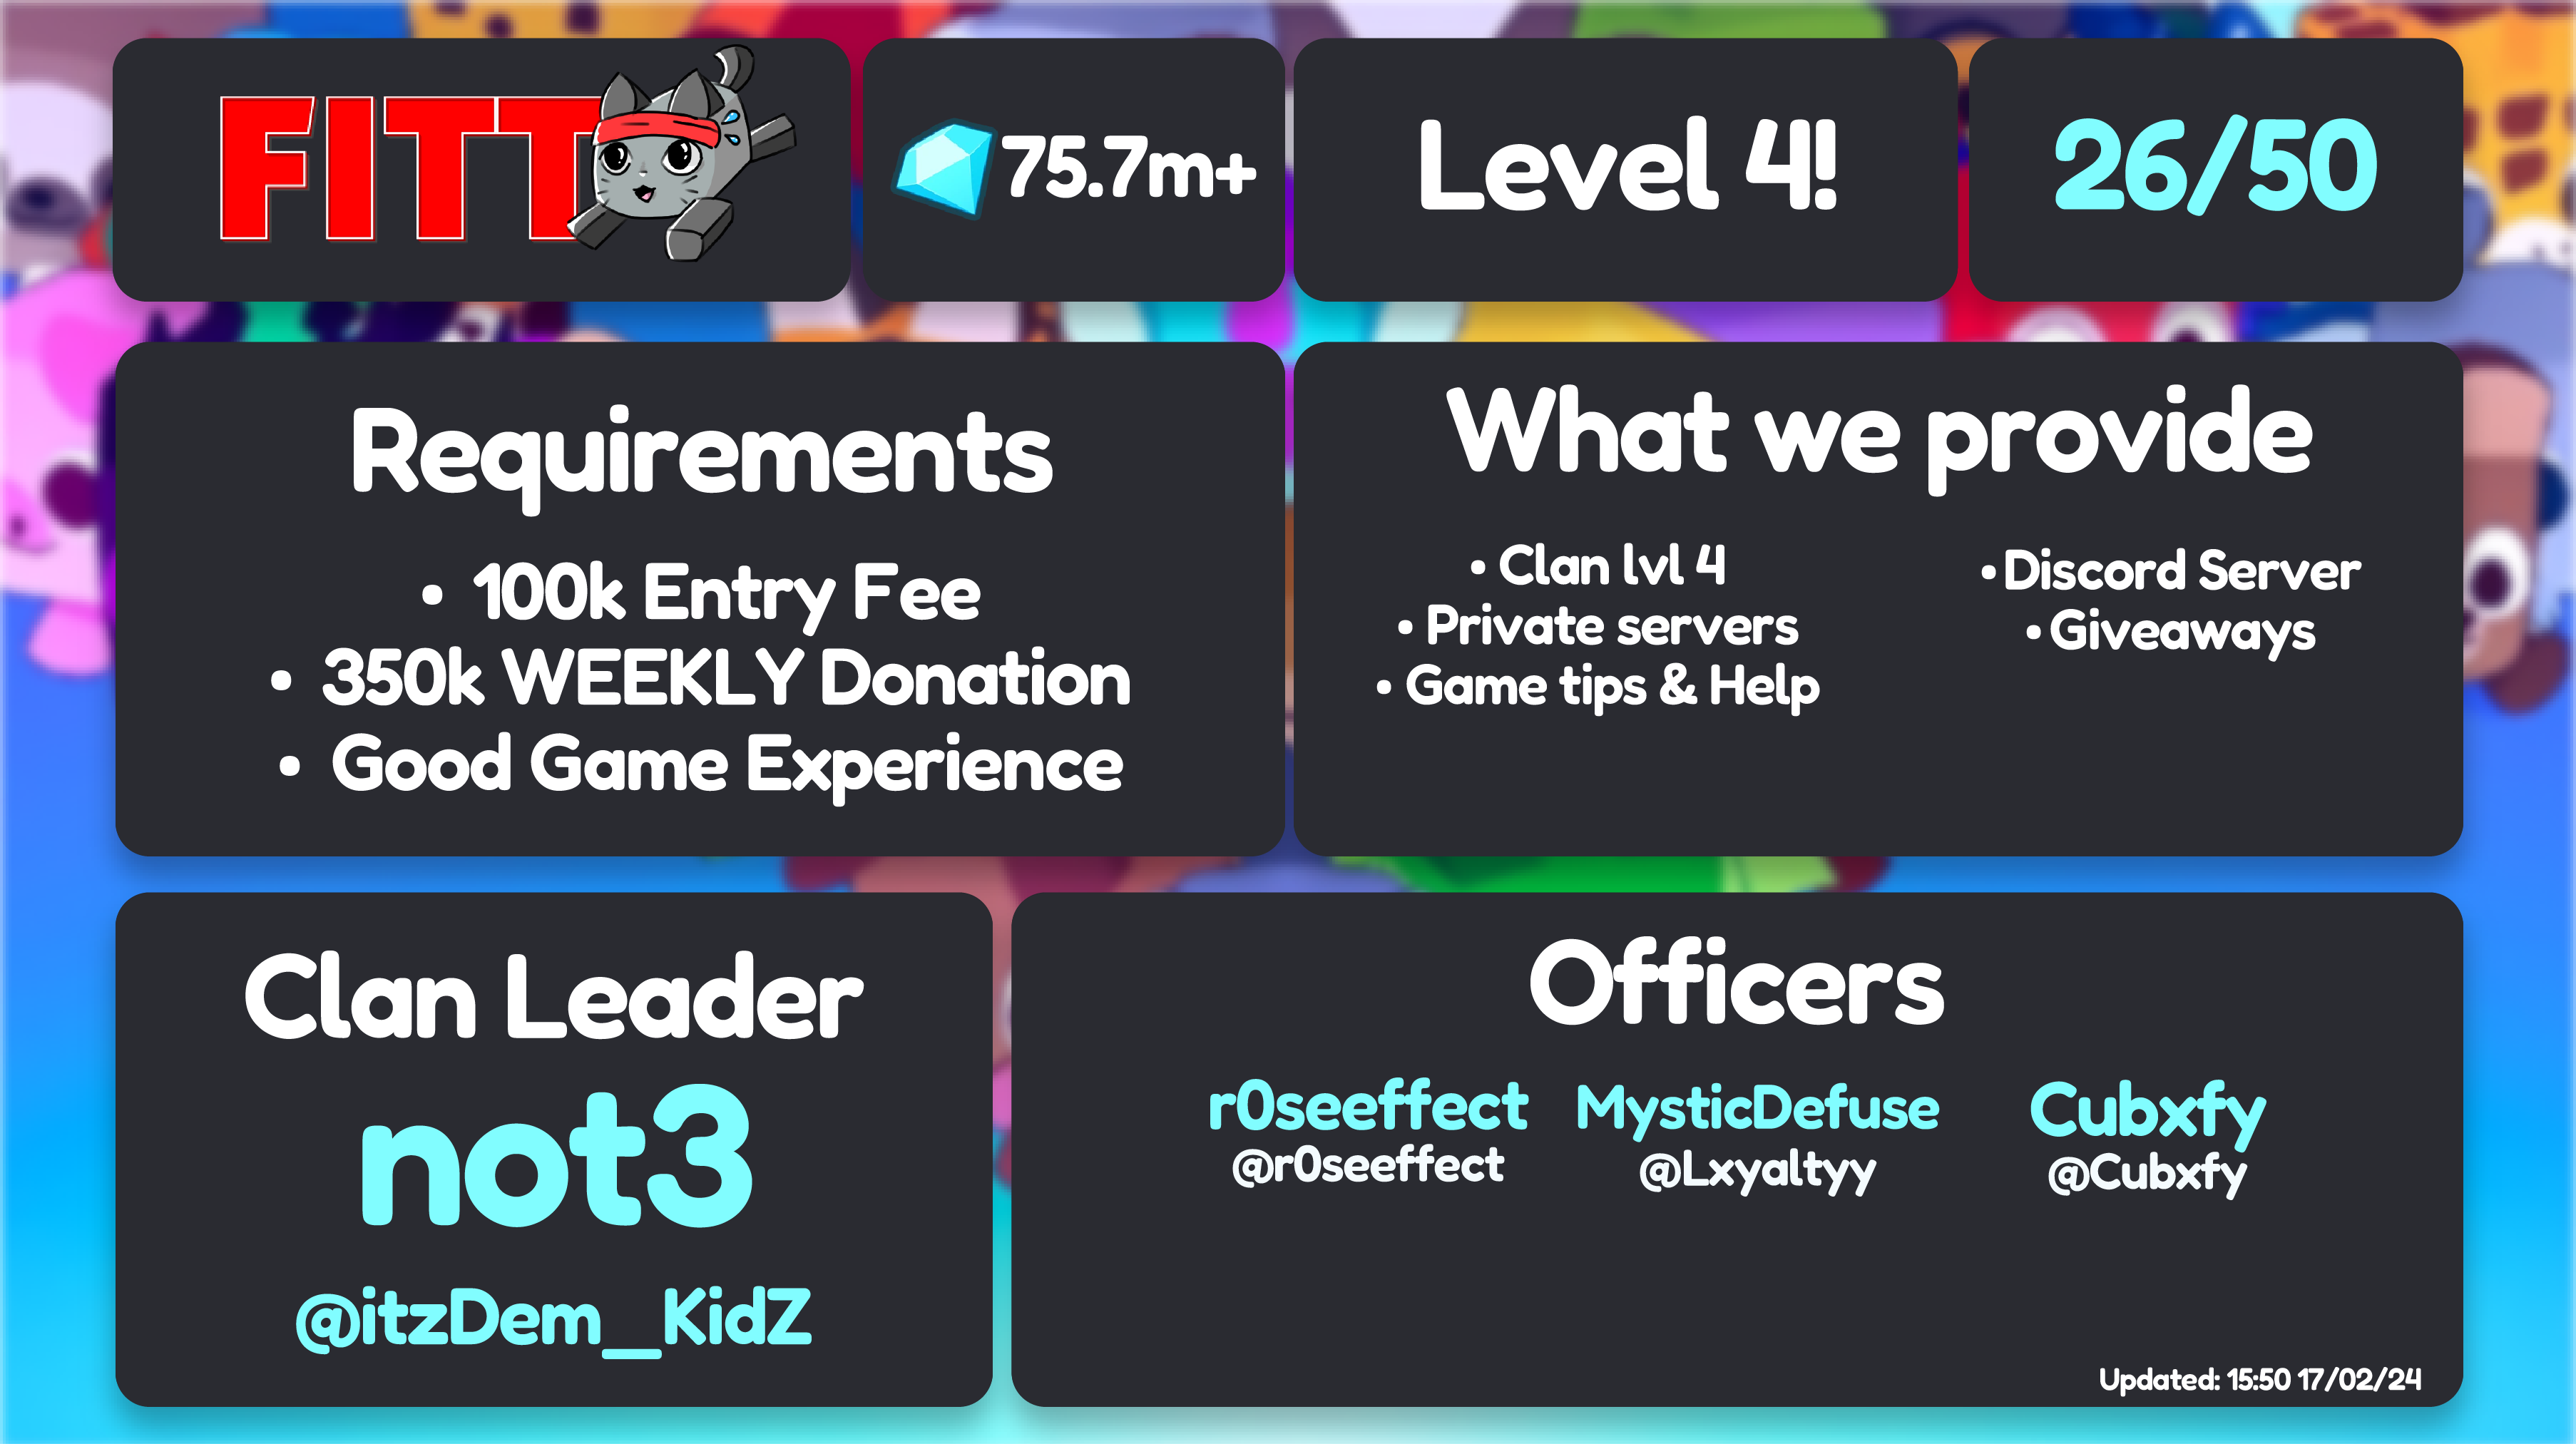 FITT
75.7m+
Level 4!
26/50
Requirements
• 100k Entry Fee
• 350k WEEKLY Donation
• Good Game Experience
What we provide
• Clan lvl 4
• Private servers
• Game tips & Help
• Discord Server
• Giveaways
Clan Leader
not3
@itzDem_KidZ
Officers
r0seeffect
@r0seeffect
MysticDefuse
@Lxyaltyy
Cubxfy
@Cubxfy
Updated: 15:50 17/02/24